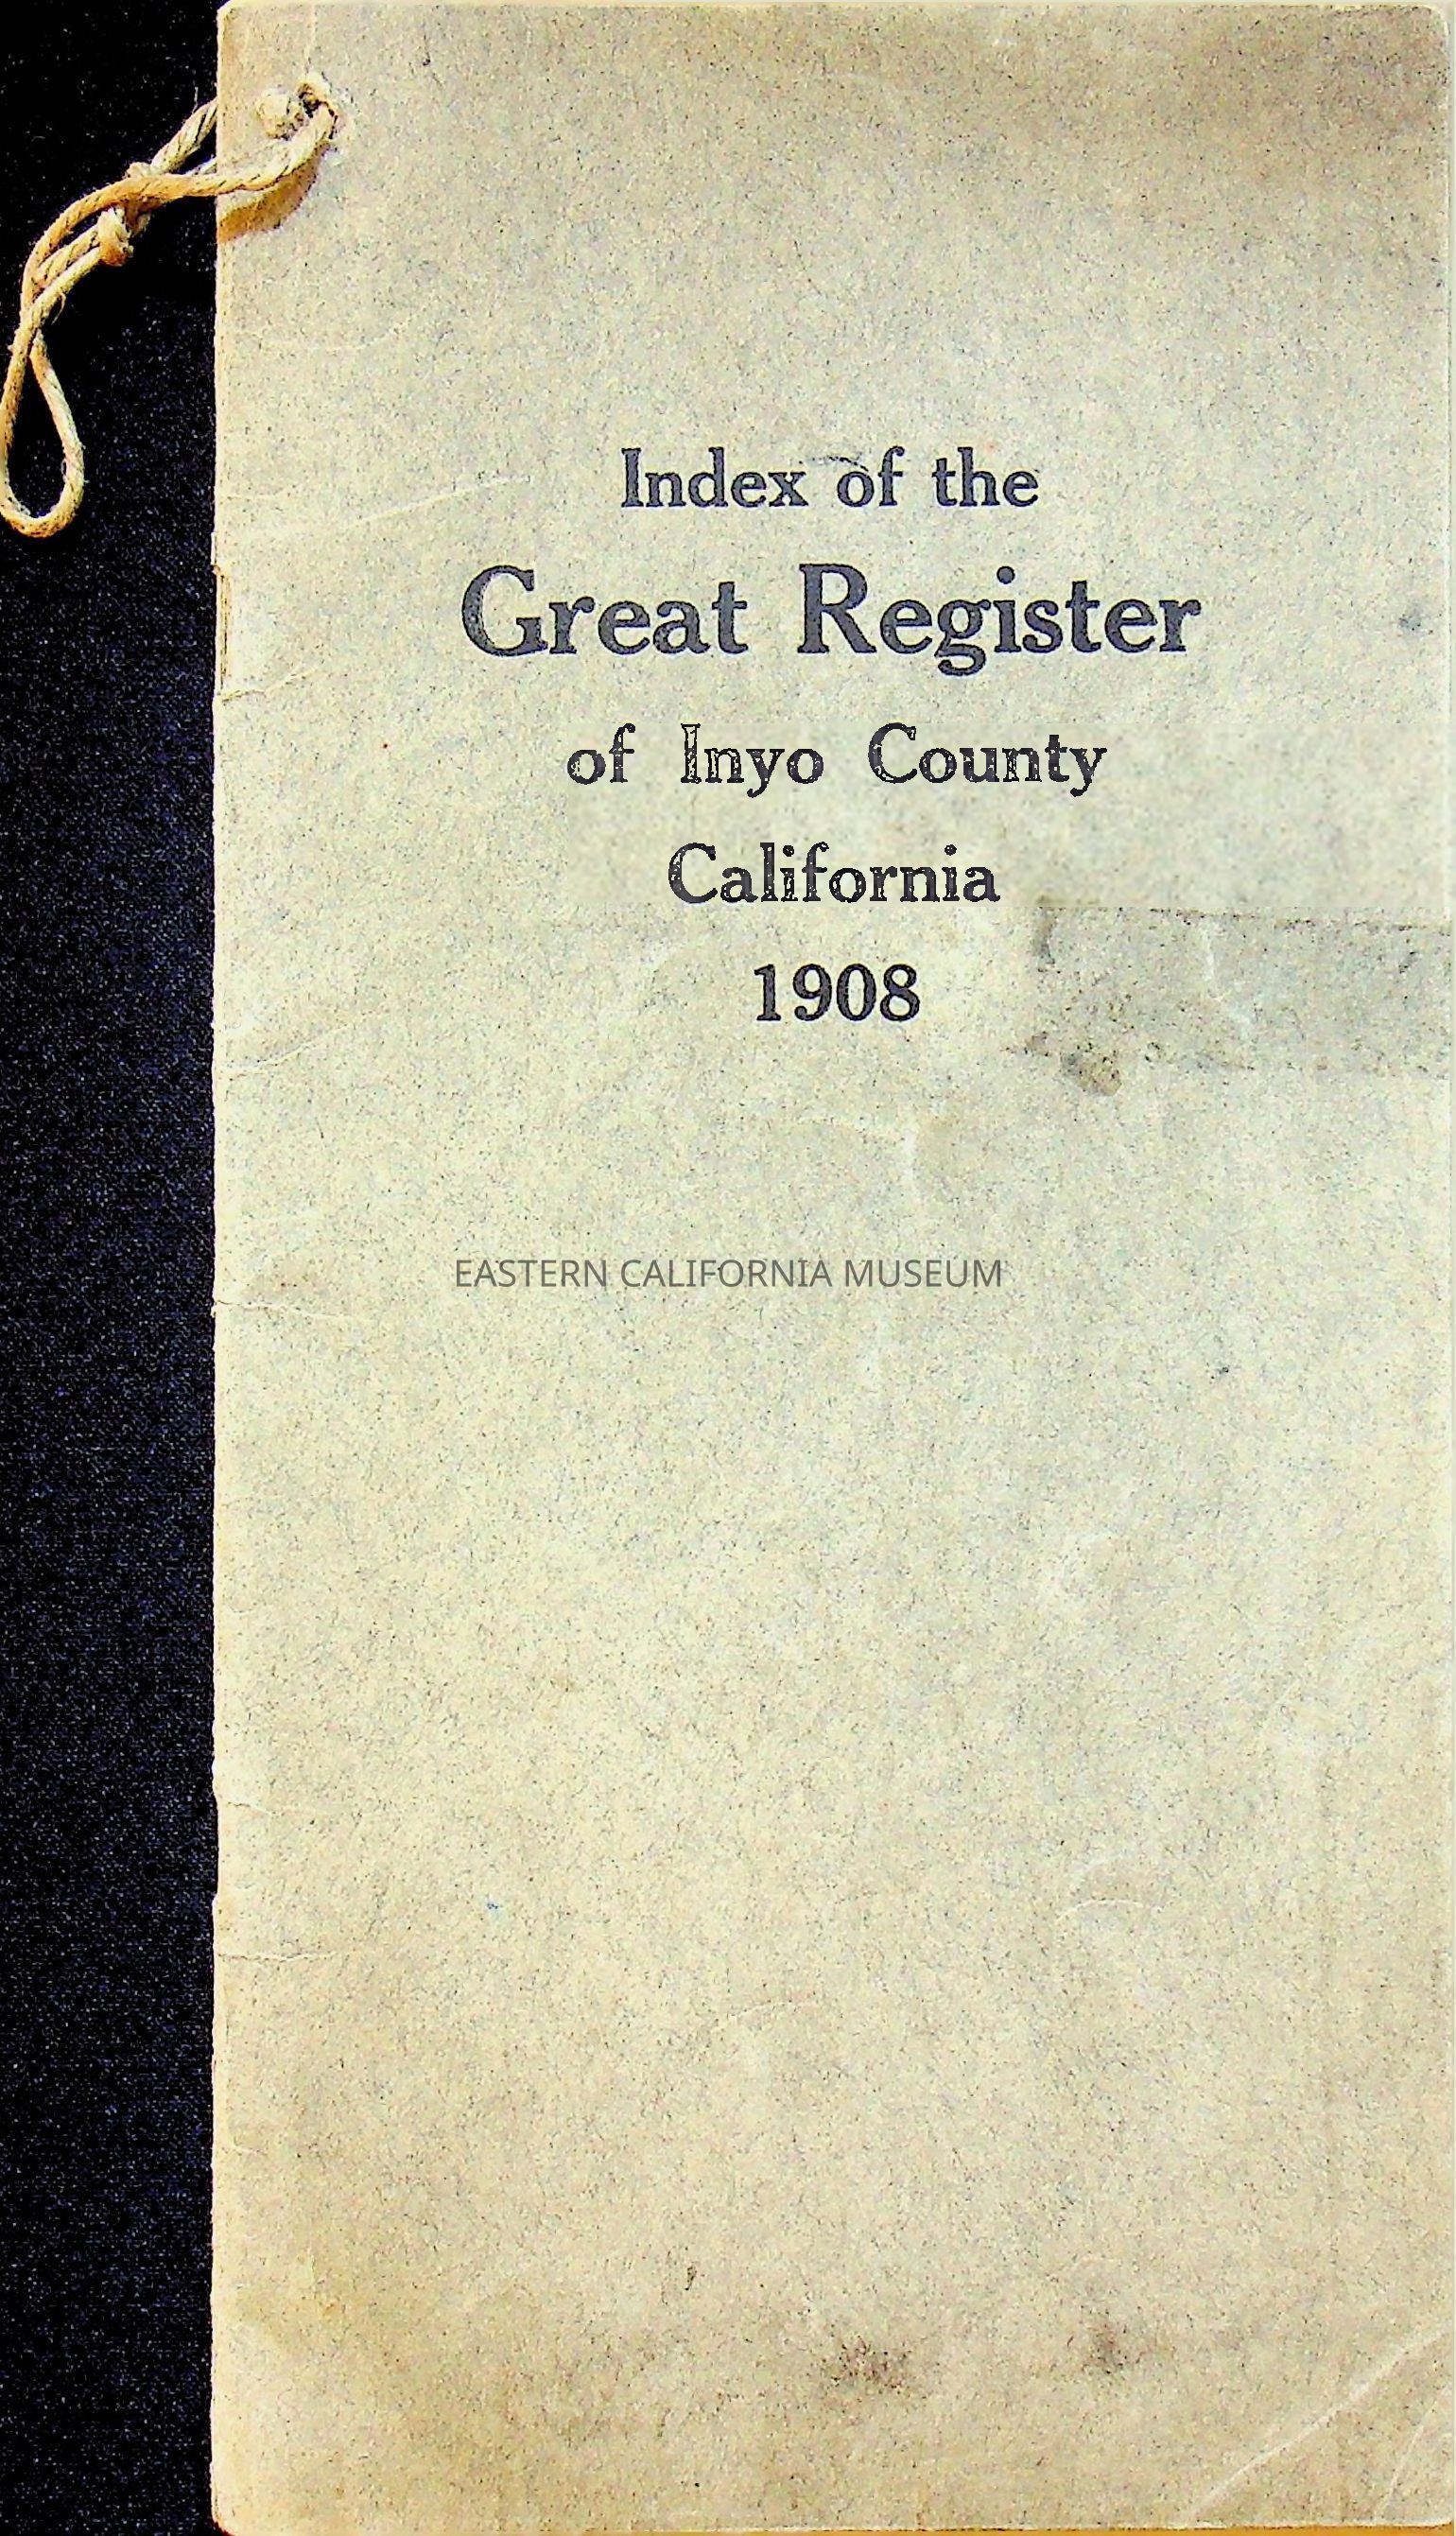 Index of the
Great Register
of Inyo County
California
1908
EASTERN CALIFORNIA MUSEUM